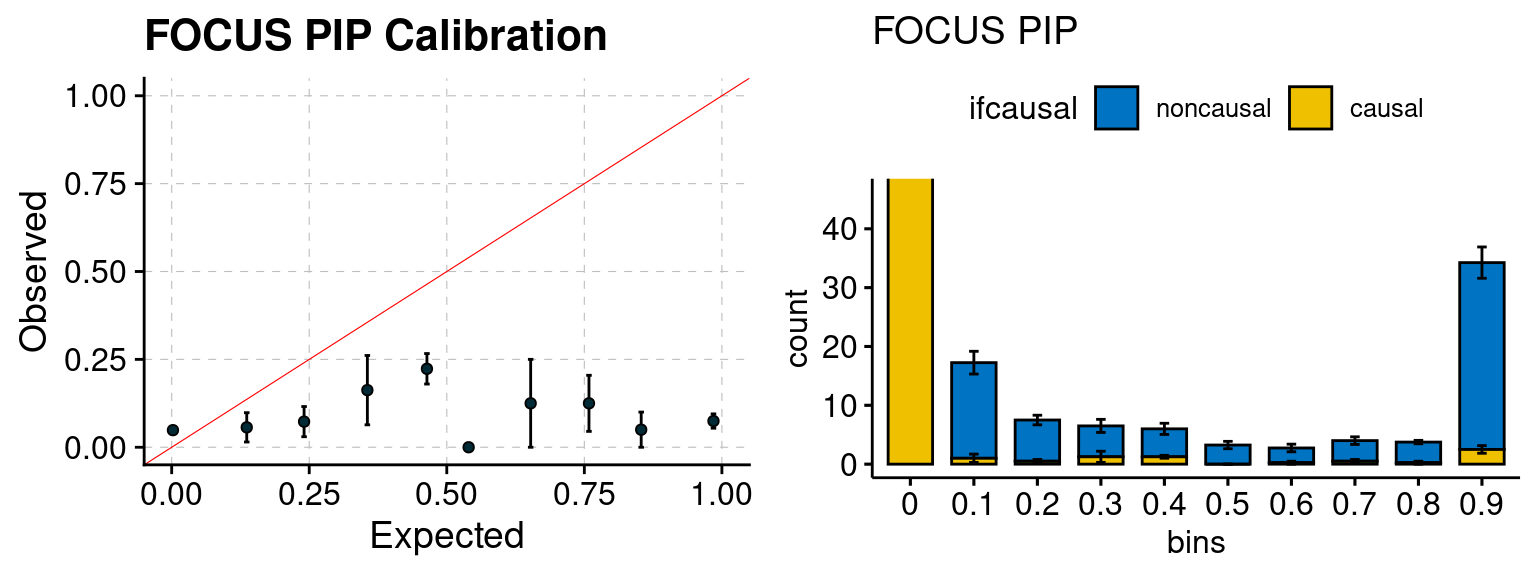 FOCUS PIP Calibration
Observed
1.00
0.75
0.50
0.25
0.00
0.00 0.25 0.50 0.75 1.00
Expected
FOCUS PIP
ifcausal noncausal causal
count
40
30
20
10
0
0 0.1 0.2 0.3 0.4 0.5 0.6 0.7 0.8 0.9
bins